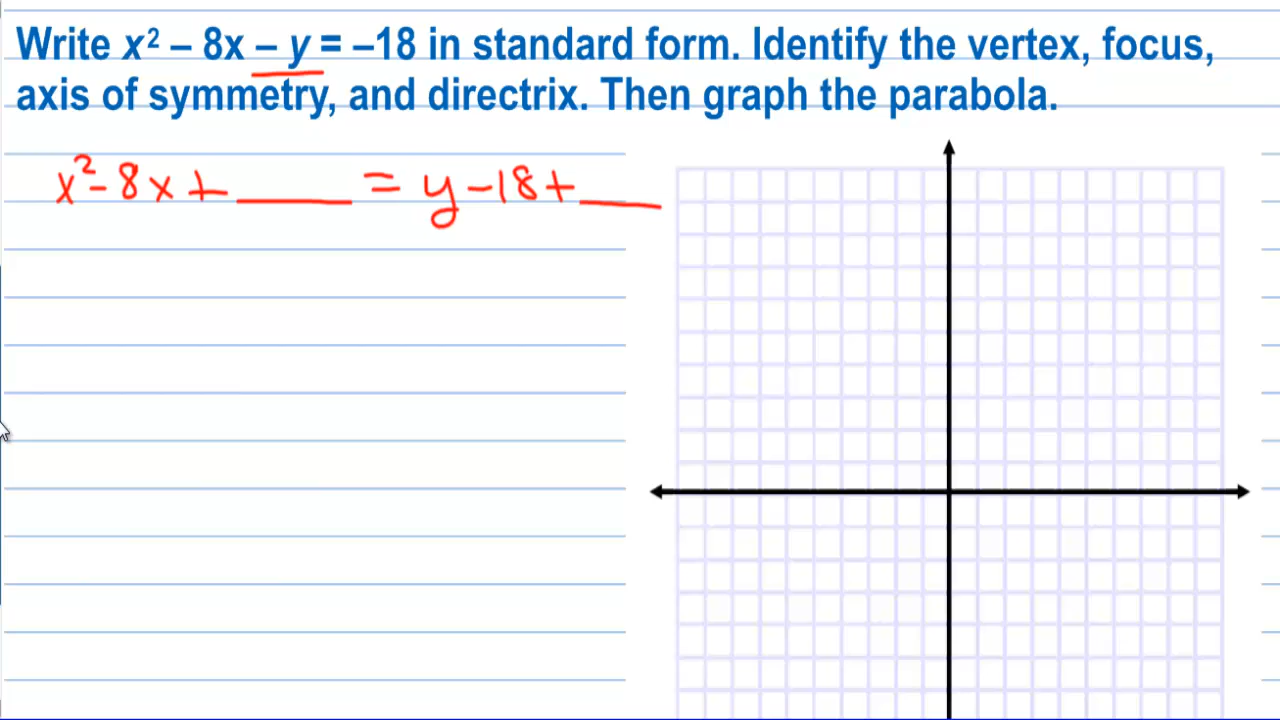 Write x² – 8x – y = –18 in standard form. Identify the vertex, focus,
axis of symmetry, and directrix. Then graph the parabola.
x² - 8x + ____ = y - 18 + ____